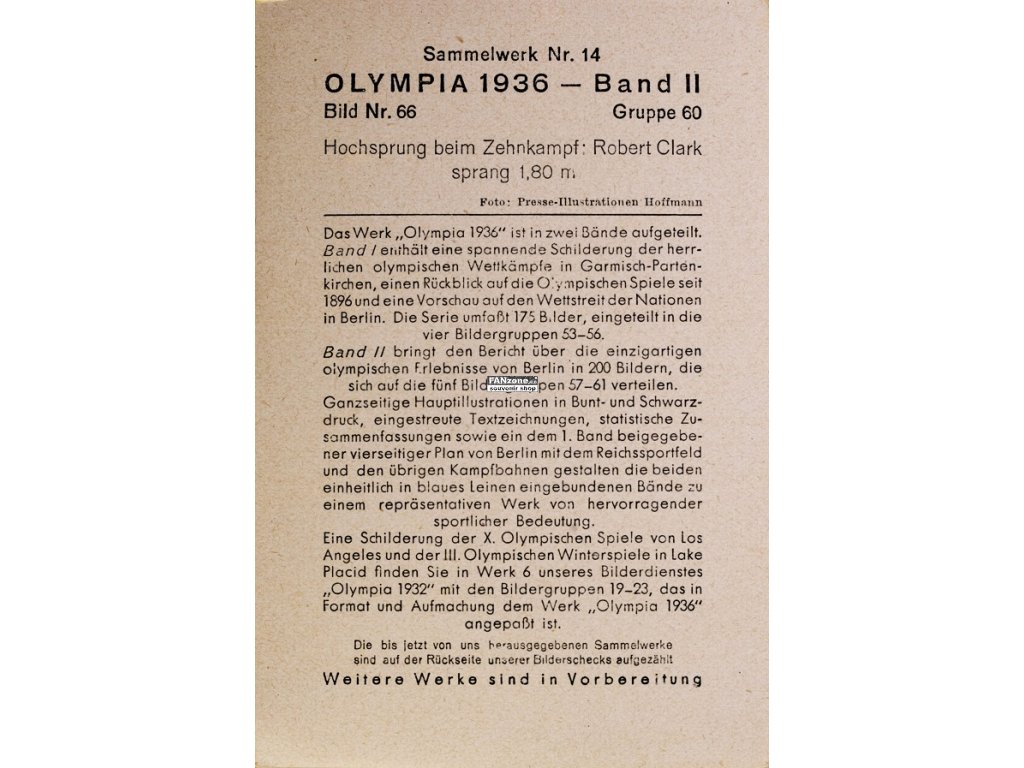 Sammelwerk Nr. 14
OLYMPIA 1936 — Band II
Bild Nr. 66 Gruppe 60
Hochsprung beim Zehnkampf: Robert Clark
sprang 1,80 m
Foto: Presse-Illustrationen Hoffmann
Das Werk „Olympia 1936“ ist in zwei Bände aufgeteilt.
Band I enthält eine spannende Schilderung der herr-
lichen olympischen Wettkämpfe in Garmisch-Parten-
kirchen, einen Rückblick auf die Olympischen Spiele seit
1896 und eine Vorschau auf den Wettstreit der Nationen
in Berlin. Die Serie umfaßt 175 Bilder, eingeteilt in die
vier Bildergruppen 53–56.
Band II bringt den Bericht über die einzigartigen
olympischen Erlebnisse von Berlin in 200 Bildern, die
sich auf die fünf 57–61 verteilen.
FANzone
souvenir shop
Ganzseitige Hauptillustrationen in Bunt- und Schwarz-
druck, eingestreute Textzeichnungen, statistische Zu-
sammenfassungen sowie ein dem 1. Band beigegebe-
ner vierseitiger Plan von Berlin mit dem Reichssportfeld
und den übrigen Kampfbahnen gestalten die beiden
einheitlich in blaues Leinen eingebundenen Bände zu
einem repräsentativen Werk von hervorragender
sportlicher Bedeutung.
Eine Schilderung der X. Olympischen Spiele von Los
Angeles und der III. Olympischen Winterspiele in Lake
Placid finden Sie in Werk 6 unseres Bilderdienstes
„Olympia 1932“ mit den Bildergruppen 19–23, das in
Format und Aufmachung dem Werk „Olympia 1936“
angepaßt ist.
Die bis jetzt von uns herausgegebenen Sammelwerke
sind auf der Rückseite unserer Bilderschecks aufgezählt
Weitere Werke sind in Vorbereitung